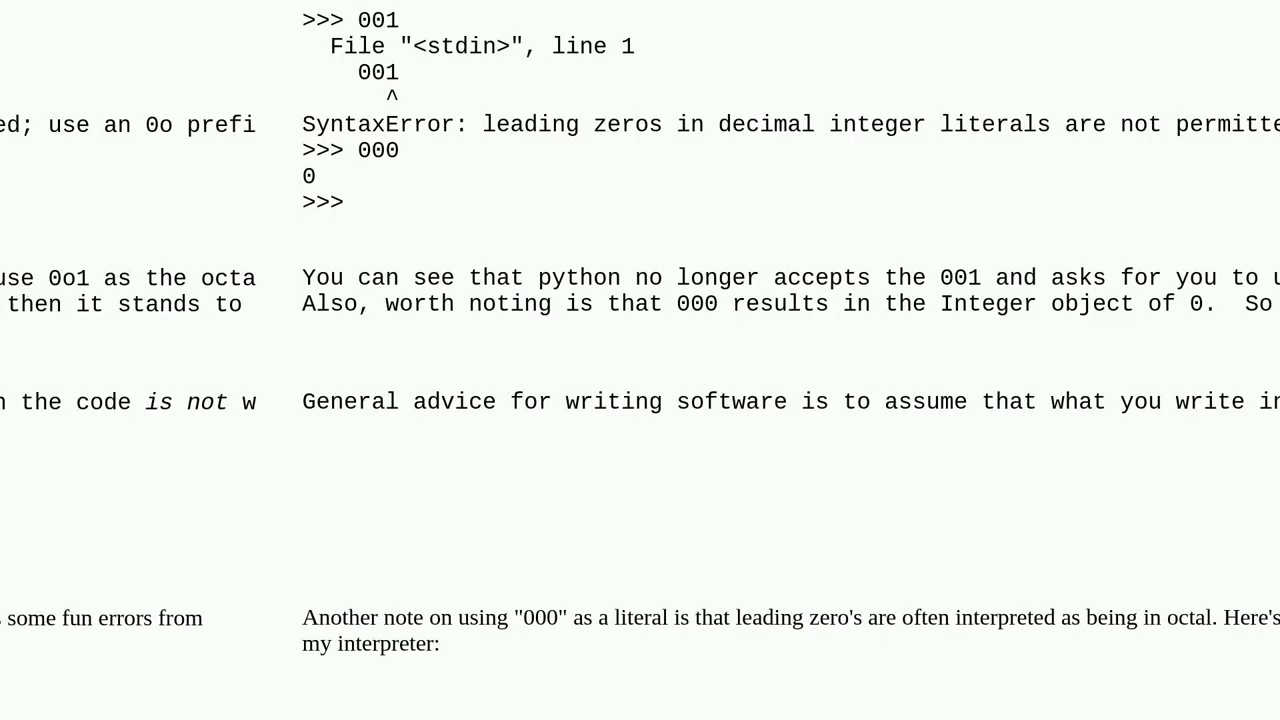 >>> 001
File "<stdin>", line 1
001
^
ed; use an 0o prefi
SyntaxError: leading zeros in decimal integer literals are not permitte
>>> 000
0
>>>
use 0o1 as the octa
You can see that python no longer accepts the 001 and asks for you to u
then it stands to
Also, worth noting is that 000 results in the Integer object of 0. So
n the code is not w
General advice for writing software is to assume that what you write in
some fun errors from
Another note on using "000" as a literal is that leading zero's are often interpreted as being in octal. Here's
my interpreter: